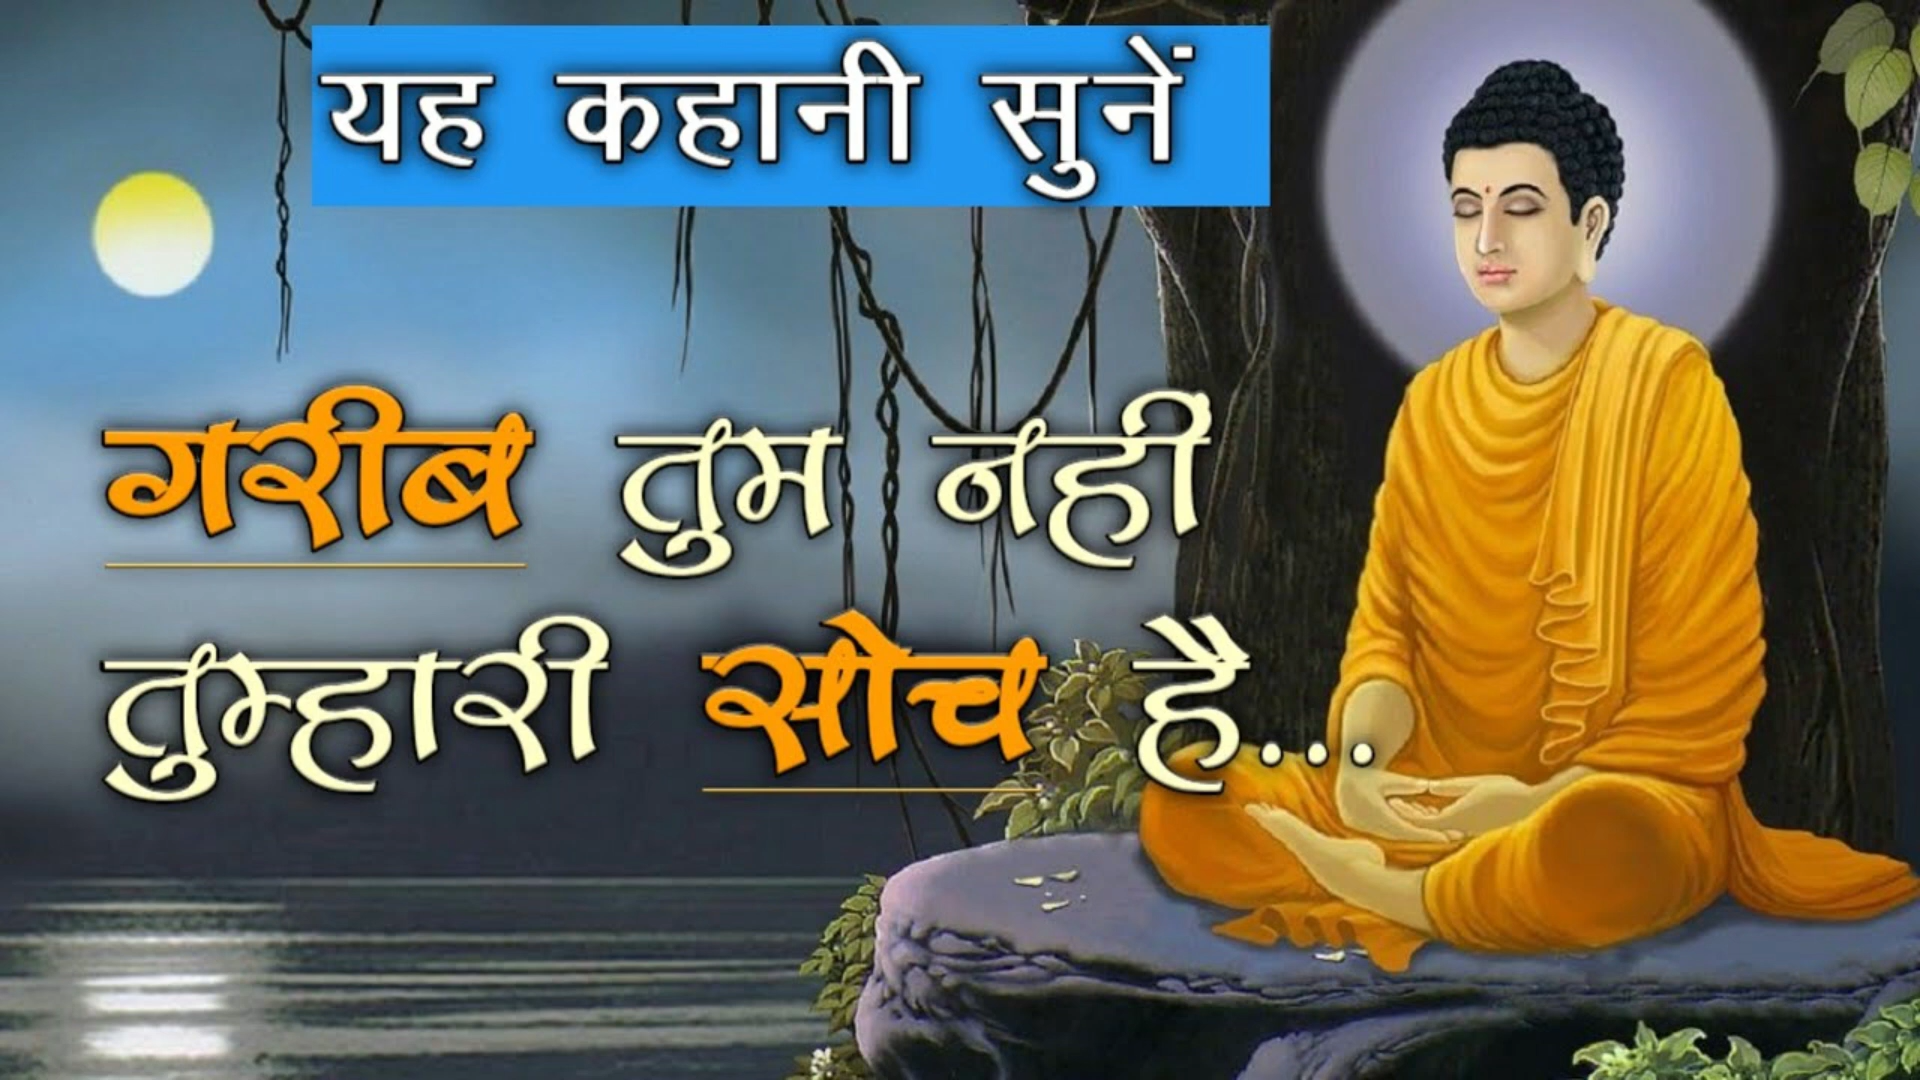 यह कहानी सुनें
गरीब तुम नहीं
तुम्हारी सोच है...